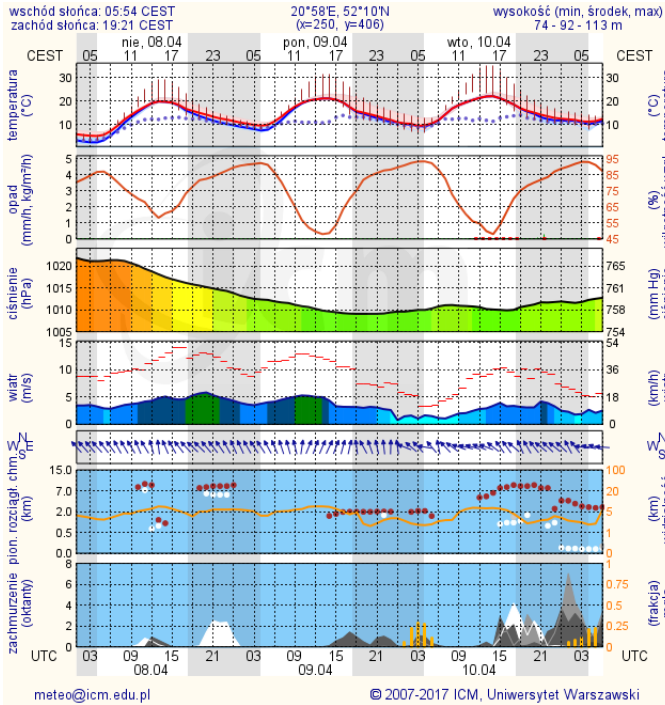 wschód słońca: 05:54 CEST 20°58'E, 52°10'N wysokość (min, środek, max)
zachód słońca: 19:21 CEST (x=250, y=406) 74 - 92 - 113 m
nie, 08.04 pon, 09.04 wto, 10.04
CEST 05 11 17 23 05 11 17 23 05 11 17 23 05 CEST
temperatura (°C)
30 20 10
30 20 10
(°C)
opad (mm/h, kg/m²/h)
5 4 3 2 1 0
95 85 75 65 55 45
(%)
ciśnienie (hPa)
1020 1015 1010 1005
765 761 758 754
(mm Hg)
wiatr (m/s)
15 10 5 0
54 36 18 0
(km/h)
N W E S
N W S
pion. rozciągł. chm. (km)
15.0 7.0 2.0 0.5 0.0
100 20 5 1 0
(km)
zachmurzenie (oktanty)
8 6 4 2 0
1 0.75 0.5 0.25 0
(frakcja)
UTC 03 09 15 21 03 09 15 21 03 09 15 21 03 UTC
08.04 09.04 10.04
meteo@icm.edu.pl © 2007-2017 ICM, Uniwersytet Warszawski